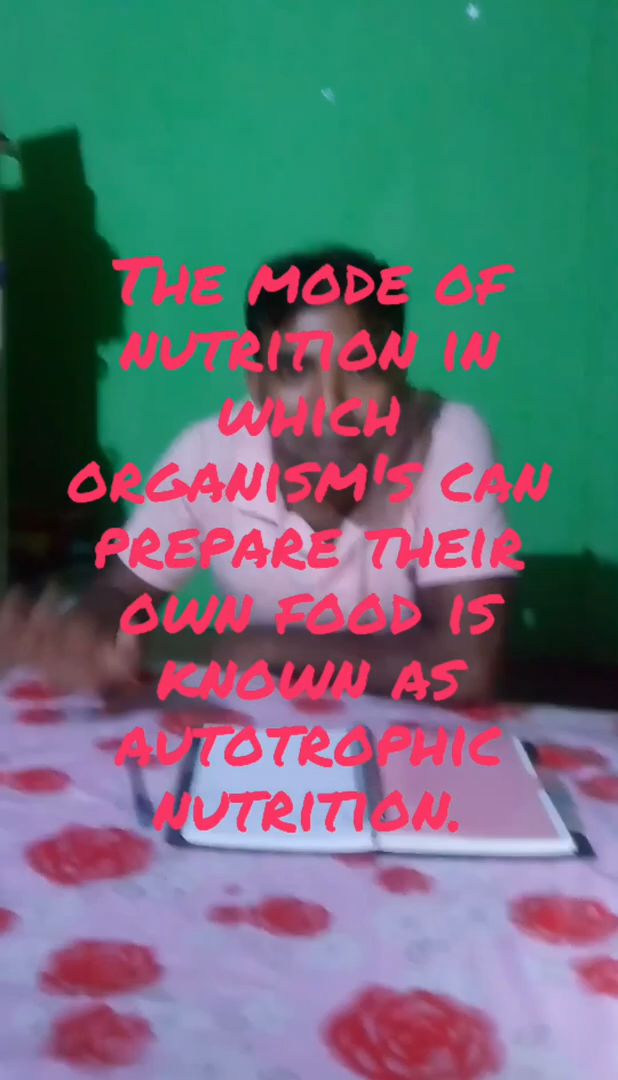 The mode of
nutrition in
which
organism's can
prepare their
own food is
known as
autotrophic
nutrition.